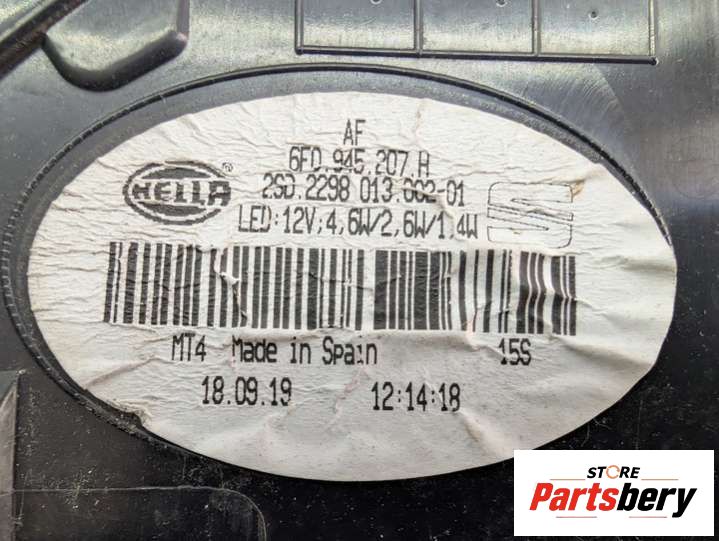 AF
6F0.945.207.A
HELLA ®
2SD.2298 013.002-01
LED:12V;4,6W/2,6W/1,4W
MT4 Made in Spain 15S
18.09.19 12:14:18
STORE
Partsbery